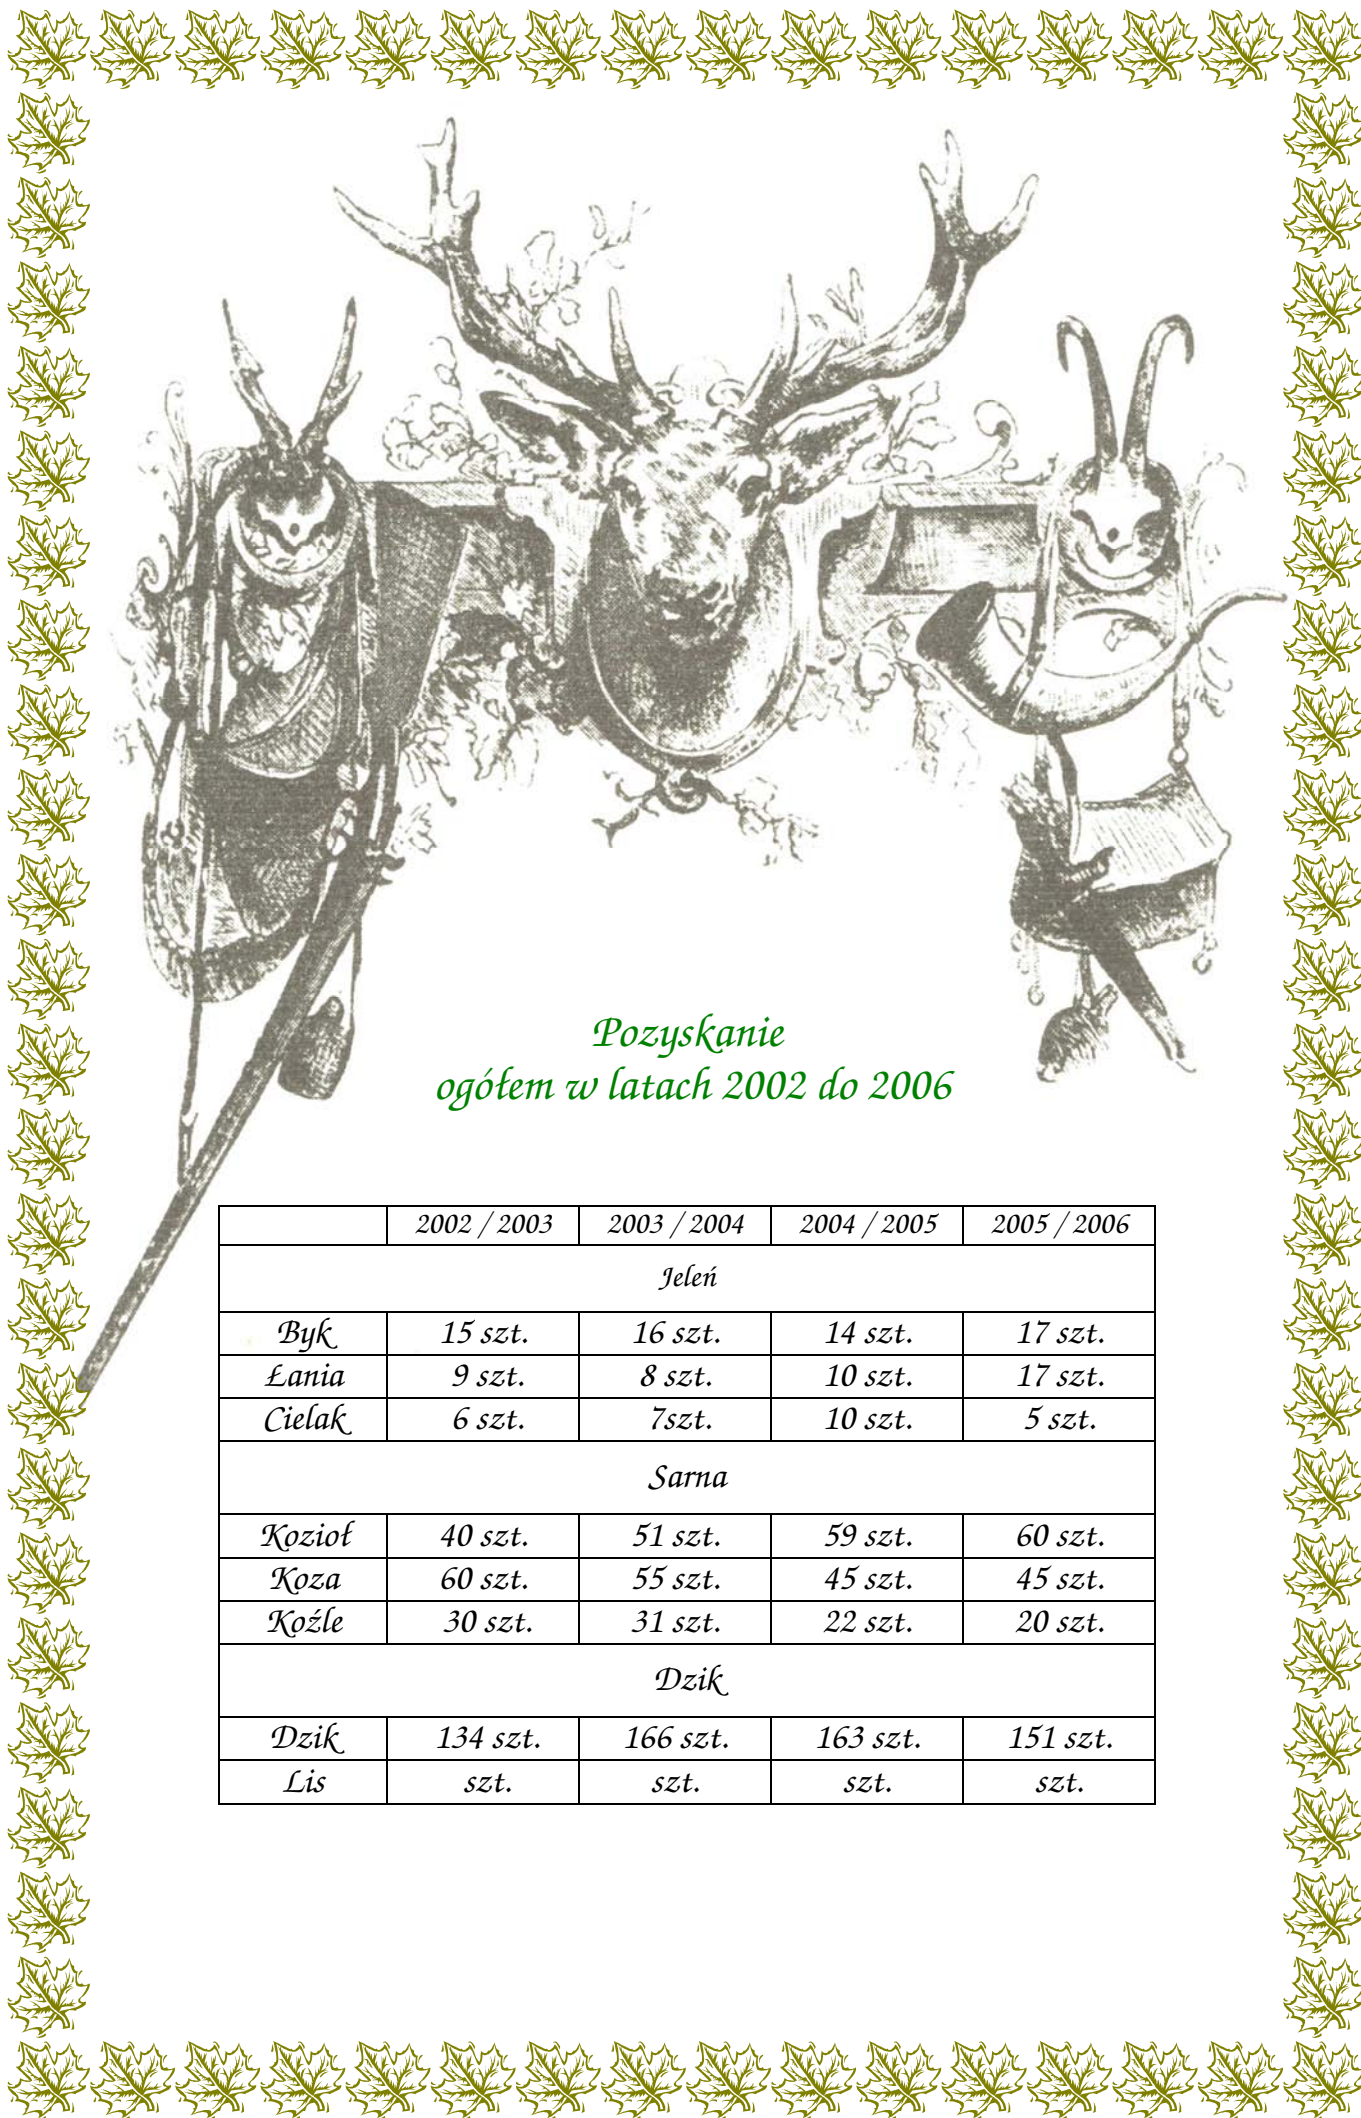 Pozyskanie
ogółem w latach 2002 do 2006
2002 / 2003 2003 / 2004 2004 / 2005 2005 / 2006
Jeleń
Byk 15 szt. 16 szt. 14 szt. 17 szt.
Łania 9 szt. 8 szt. 10 szt. 17 szt.
Cielak 6 szt. 7szt. 10 szt. 5 szt.
Sarna
Kozioł 40 szt. 51 szt. 59 szt. 60 szt.
Koza 60 szt. 55 szt. 45 szt. 45 szt.
Koźle 30 szt. 31 szt. 22 szt. 20 szt.
Dzik
Dzik 134 szt. 166 szt. 163 szt. 151 szt.
Lis szt. szt. szt. szt.